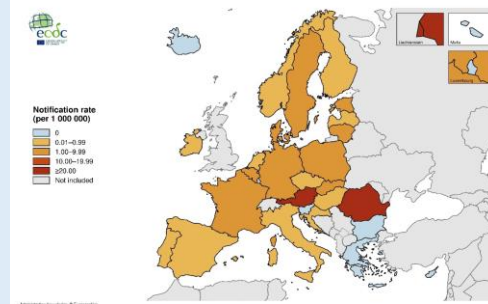 ecdc
Notification rate
(per 1 000 000)
0
0.01–0.99
1.00–9.99
10.00–19.99
≥20.00
Not included
Liechtenstein
Malta
Luxembourg